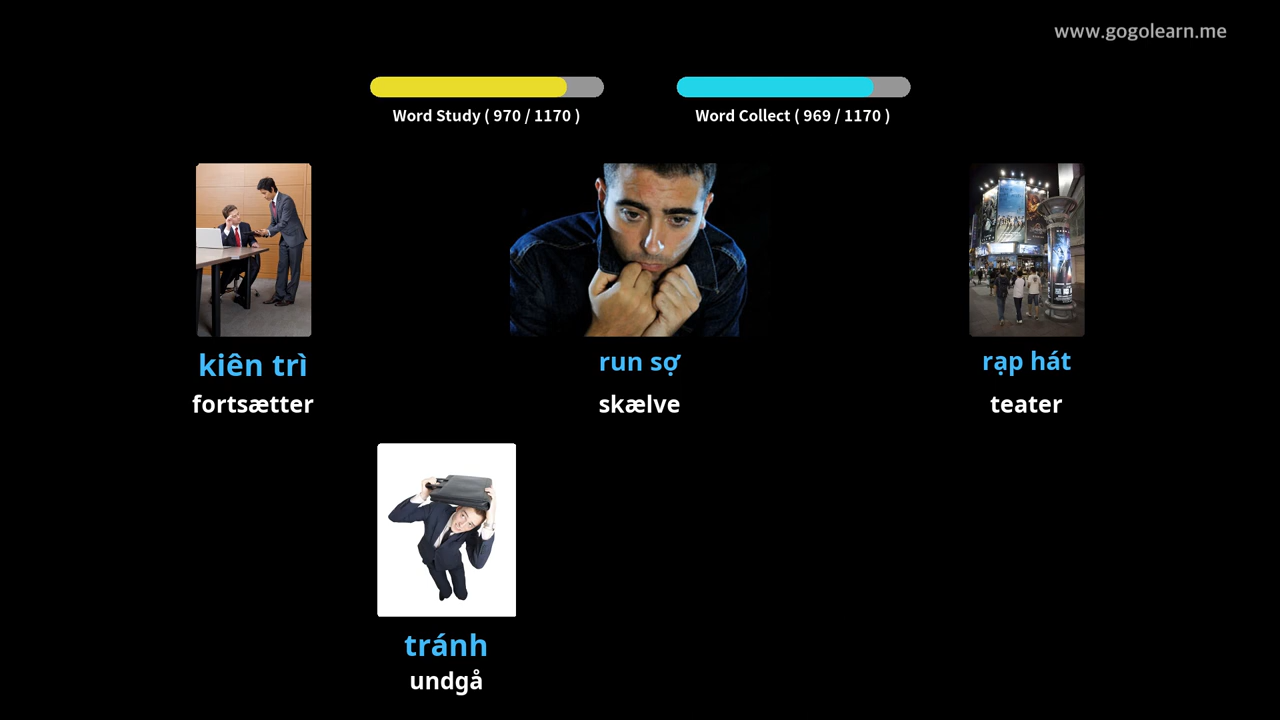 www.gogolearn.me
Word Study ( 970 / 1170 )
Word Collect ( 969 / 1170 )
kiên trì
fortsætter
run sợ
skælve
rạp hát
teater
tránh
undgå